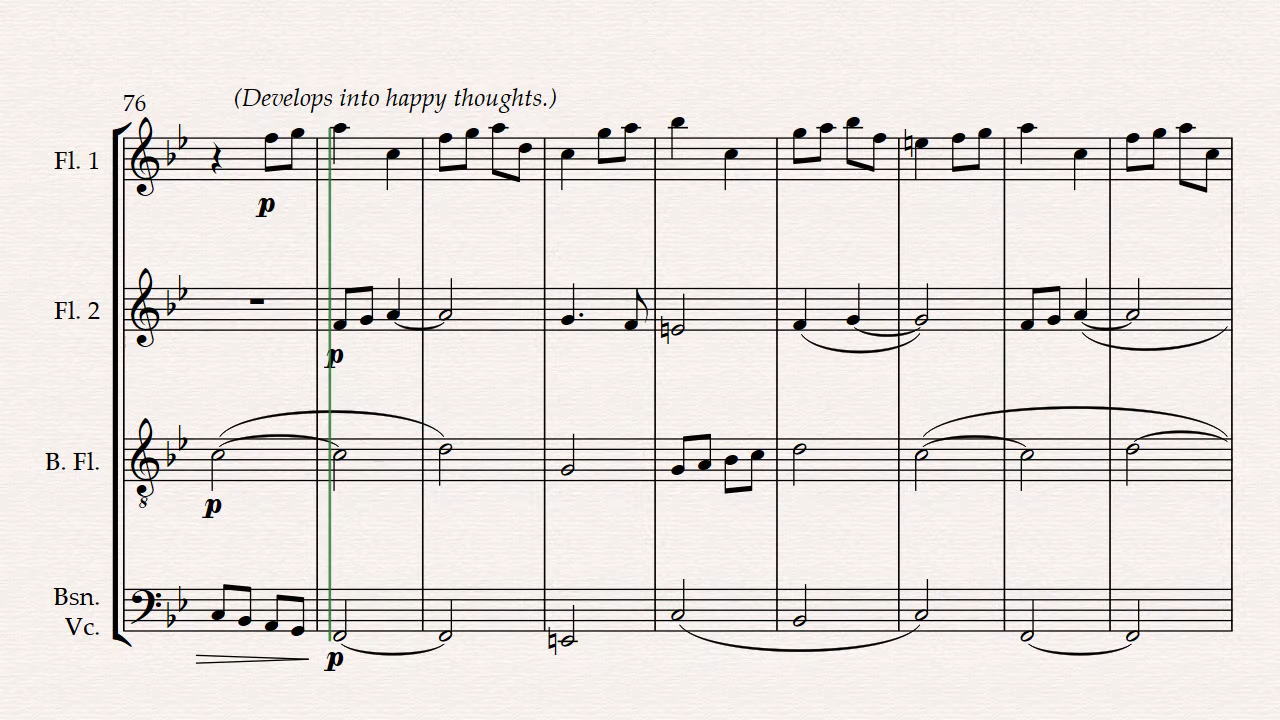 76
(Develops into happy thoughts.)
Fl. 1
p
Fl. 2
p
B. Fl.
8
p
Bsn.
Vc.
p